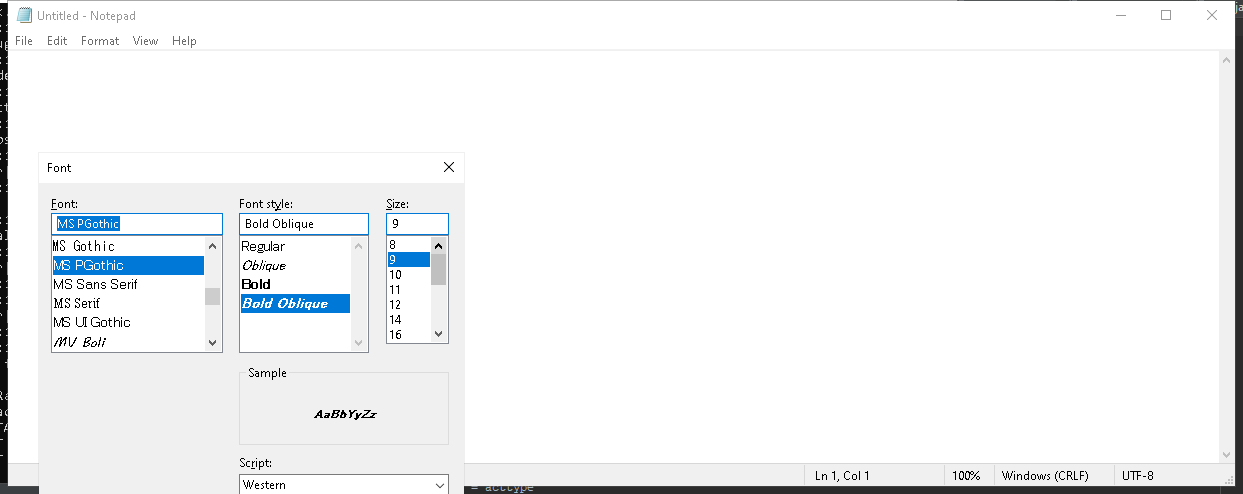 Untitled - Notepad
File Edit Format View Help
Font
Font: Font style: Size:
MS PGothic Bold Oblique 9
MS Gothic
MS PGothic
MS Sans Serif
MS Serif
MS UI Gothic
MV Boli
Regular
Oblique
Bold
Bold Oblique
8
9
10
11
12
14
16
Sample
AaBbYyZz
Script:
Western
Ln 1, Col 1 100% Windows (CRLF) UTF-8
= acctype